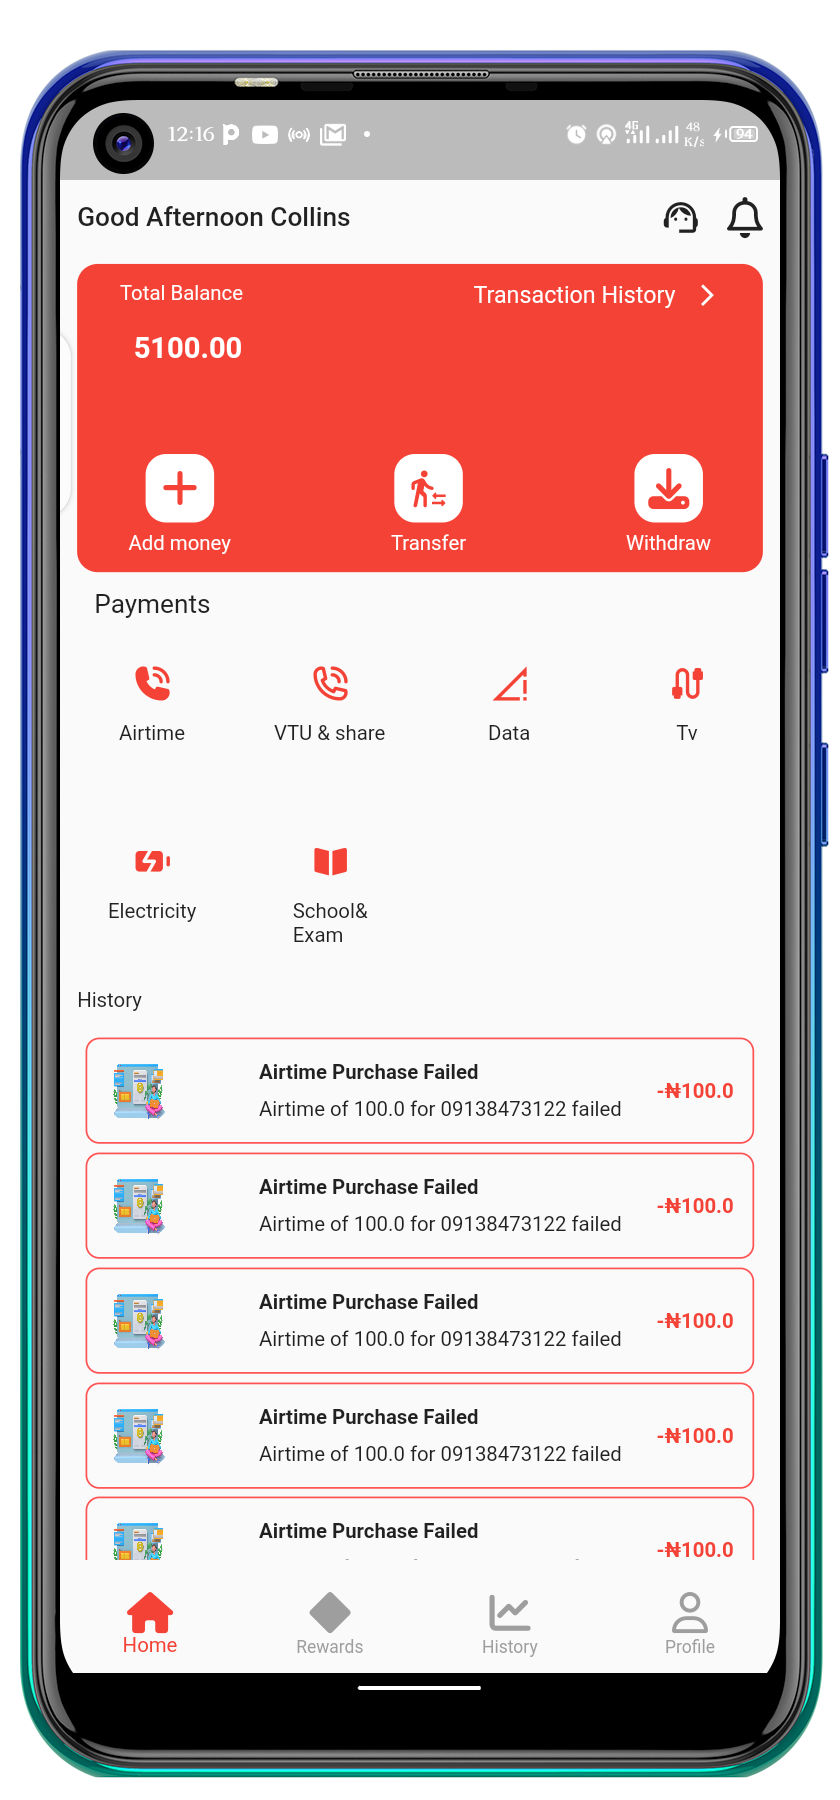 12:16
4G
48
K/s
94
Good Afternoon Collins
Total Balance
Transaction History
5100.00
Add money
Transfer
Withdraw
Payments
Airtime
VTU & share
Data
Tv
Electricity
School&
Exam
History
Airtime Purchase Failed
Airtime of 100.0 for 09138473122 failed
-₦100.0
Airtime Purchase Failed
Airtime of 100.0 for 09138473122 failed
-₦100.0
Airtime Purchase Failed
Airtime of 100.0 for 09138473122 failed
-₦100.0
Airtime Purchase Failed
Airtime of 100.0 for 09138473122 failed
-₦100.0
Airtime Purchase Failed
-₦100.0
Home
Rewards
History
Profile